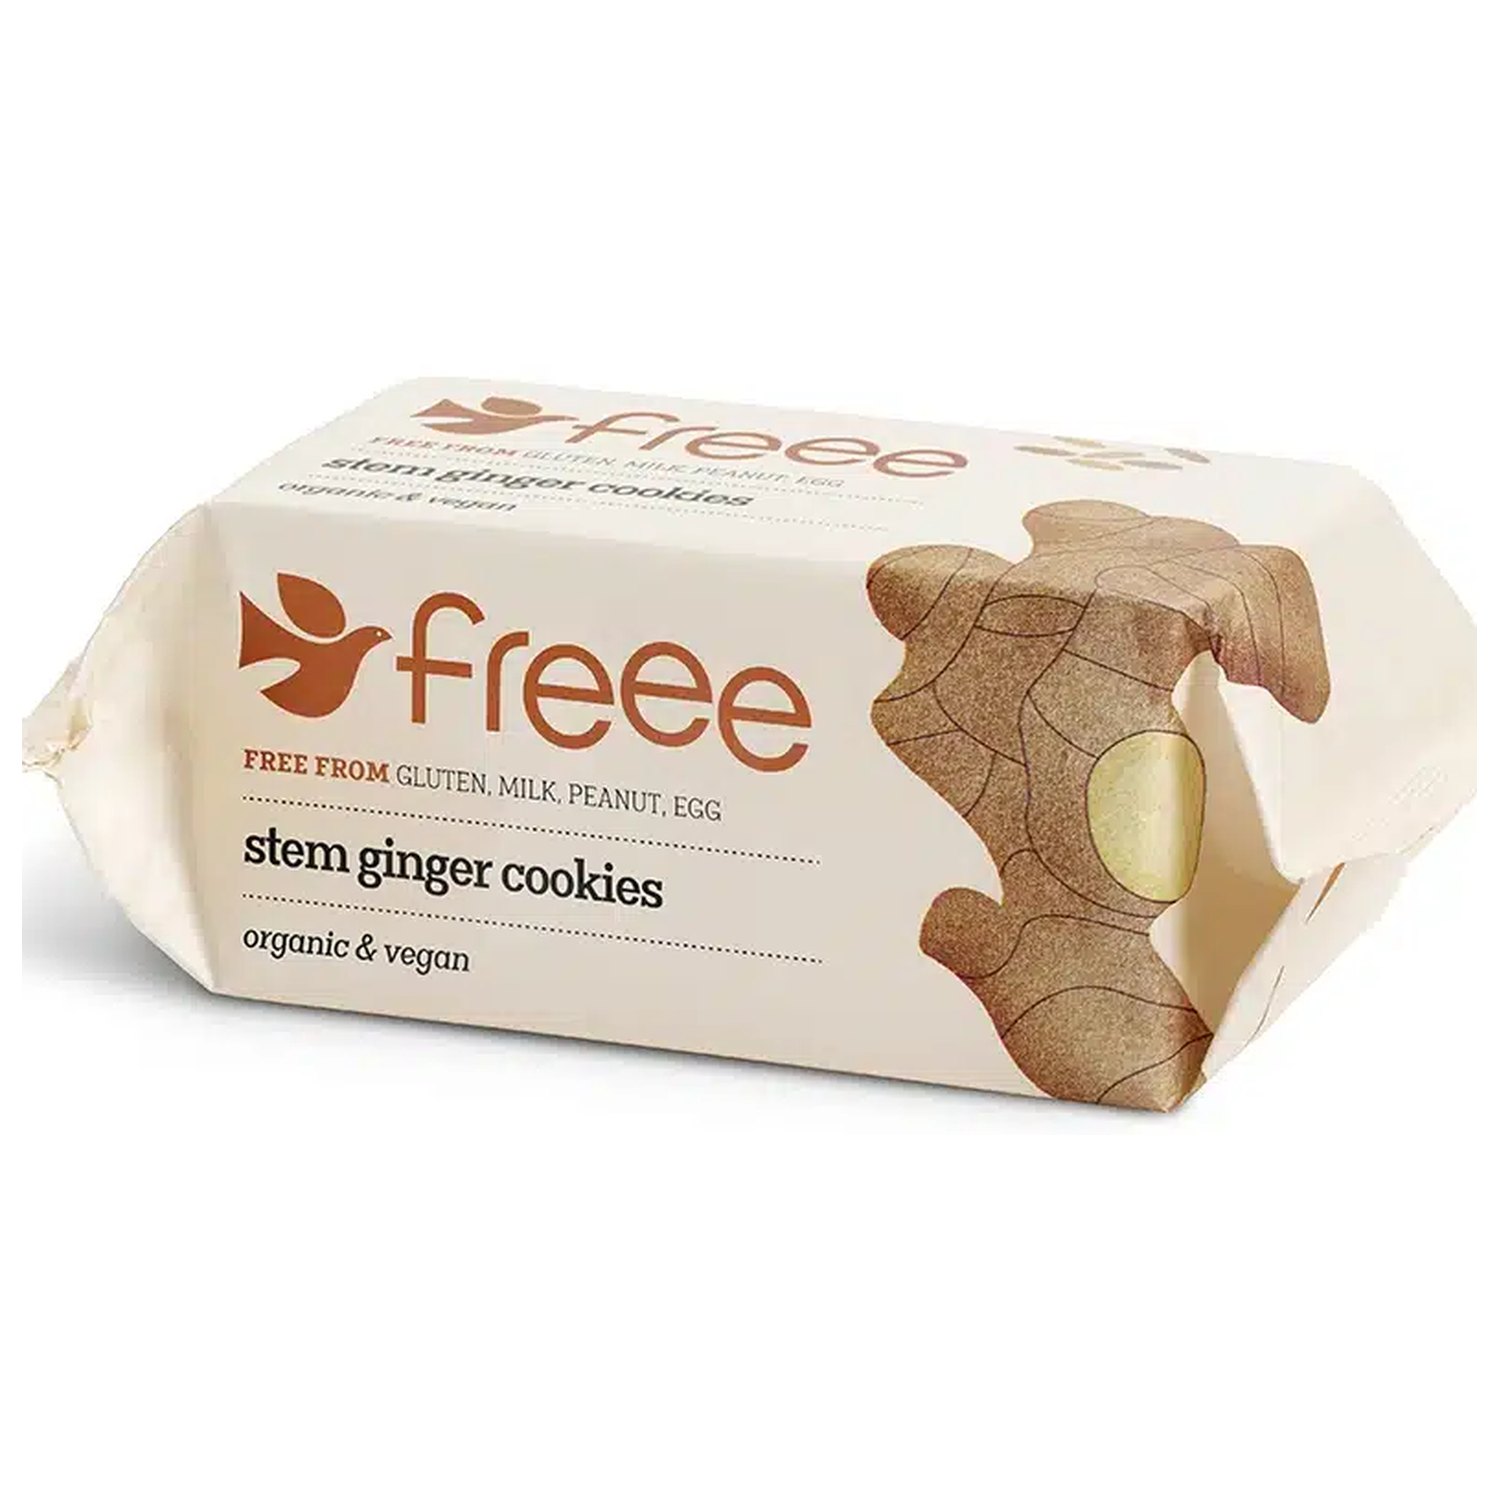 freee
FREE FROM GLUTEN, MILK, PEANUT, EGG
stem ginger cookies
organic & vegan
freee
FREE FROM GLUTEN, MILK, PEANUT, EGG
stem ginger cookies
organic & vegan